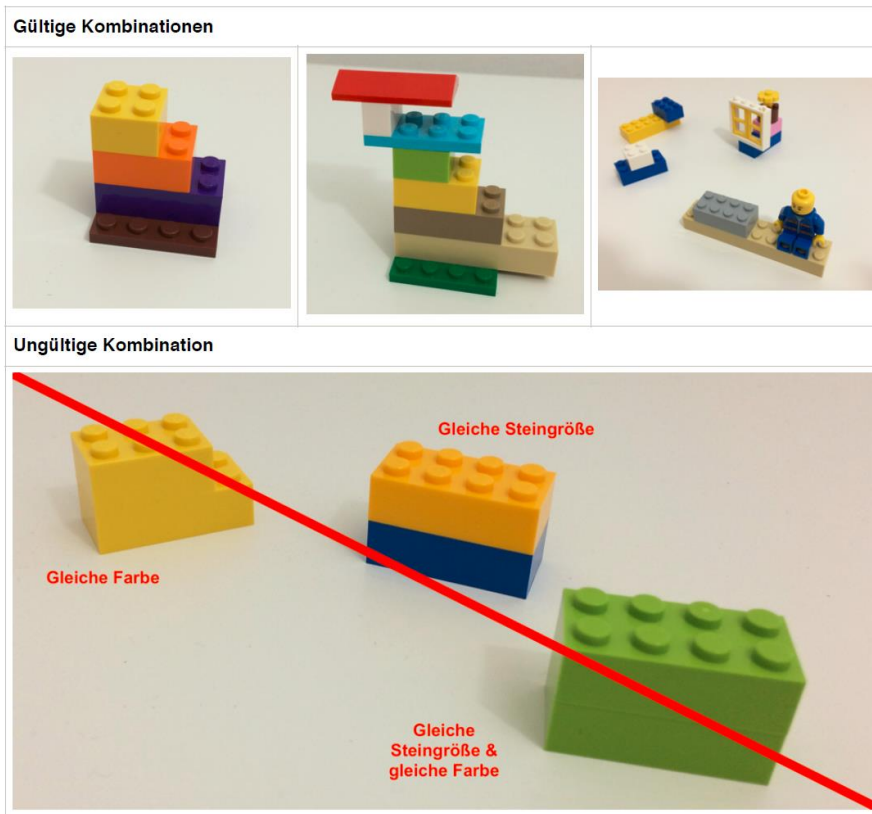 Gültige Kombinationen
Ungültige Kombination
Gleiche Steingröße
Gleiche Farbe
Gleiche
Steingröße &
gleiche Farbe